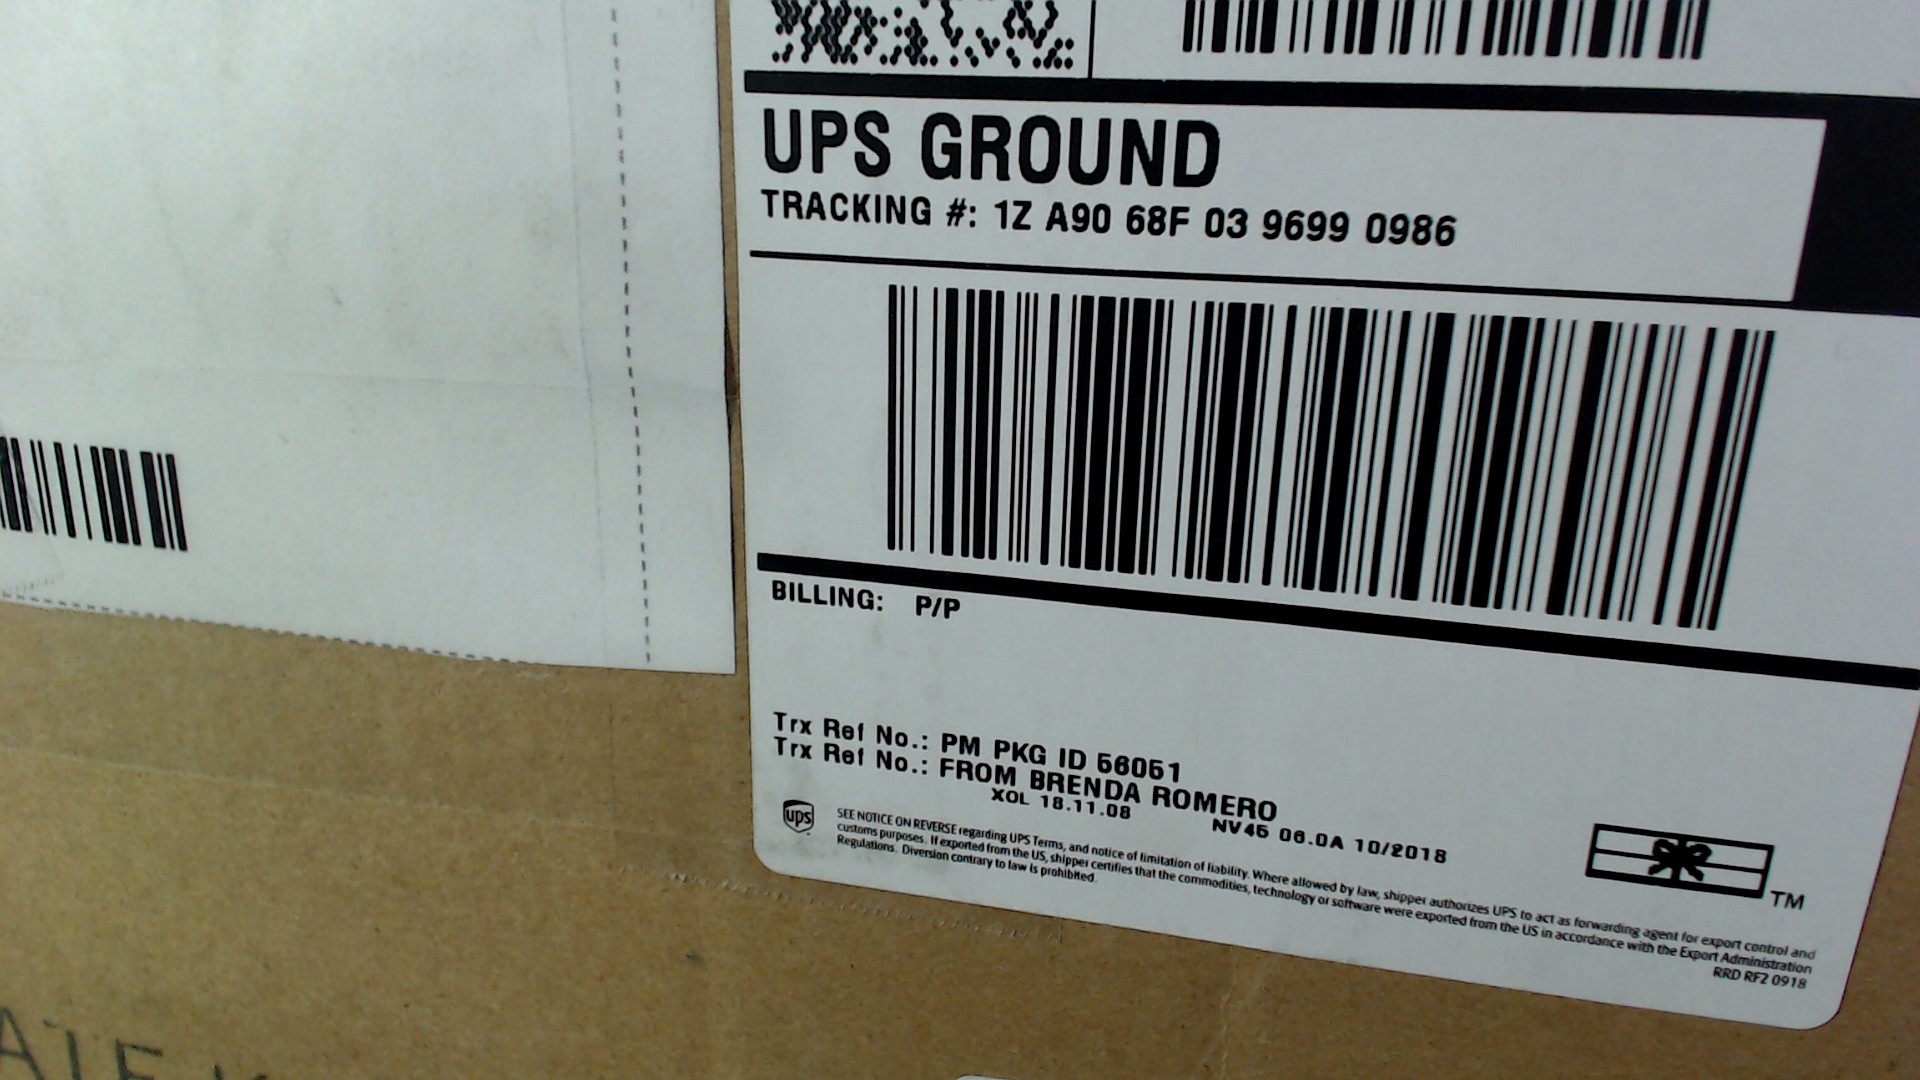 UPS GROUND
TRACKING #: 1Z A90 68F 03 9699 0986
BILLING: P/P
Trx Ref No.: PM PKG ID 56051
Trx Ref No.: FROM BRENDA ROMERO
XOL 18.11.08 NV45 06.0A 10/2018
ups
SEE NOTICE ON REVERSE regarding UPS Terms, and notice of limitation of liability. Where allowed by law, shipper authorizes UPS to act as forwarding agent for export control and
customs purposes. If exported from the US, shipper certifies that the commodities, technology or software were exported from the US in accordance with the Export Administration
Regulations. Diversion contrary to law is prohibited.
RRD RF2 0918
TM